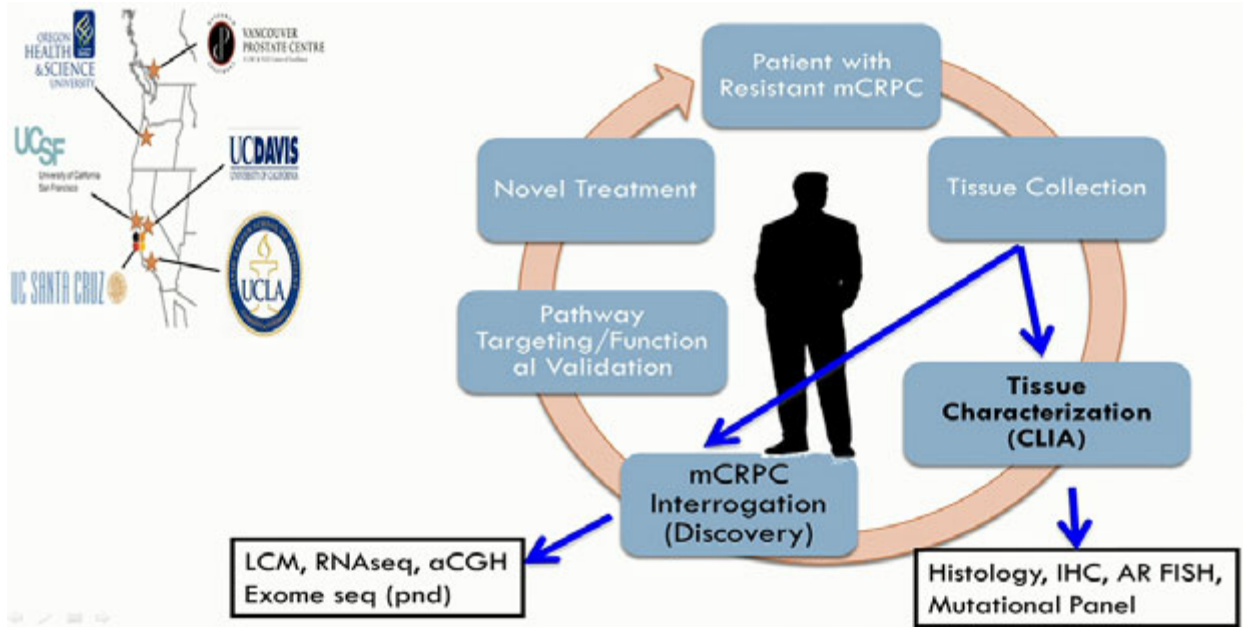 OREGON
HEALTH
& SCIENCE
UNIVERSITY
VANCOUVER
PROSTATE CENTRE
UCSF
University of California
San Francisco
UCDAVIS
UNIVERSITY OF CALIFORNIA
UC SANTA CRUZ
UCLA
Patient with
Resistant mCRPC
Tissue Collection
Tissue
Characterization
(CLIA)
Histology, IHC, AR FISH,
Mutational Panel
mCRPC
Interrogation
(Discovery)
LCM, RNAseq, aCGH
Exome seq (pnd)
Pathway
Targeting/Function
al Validation
Novel Treatment